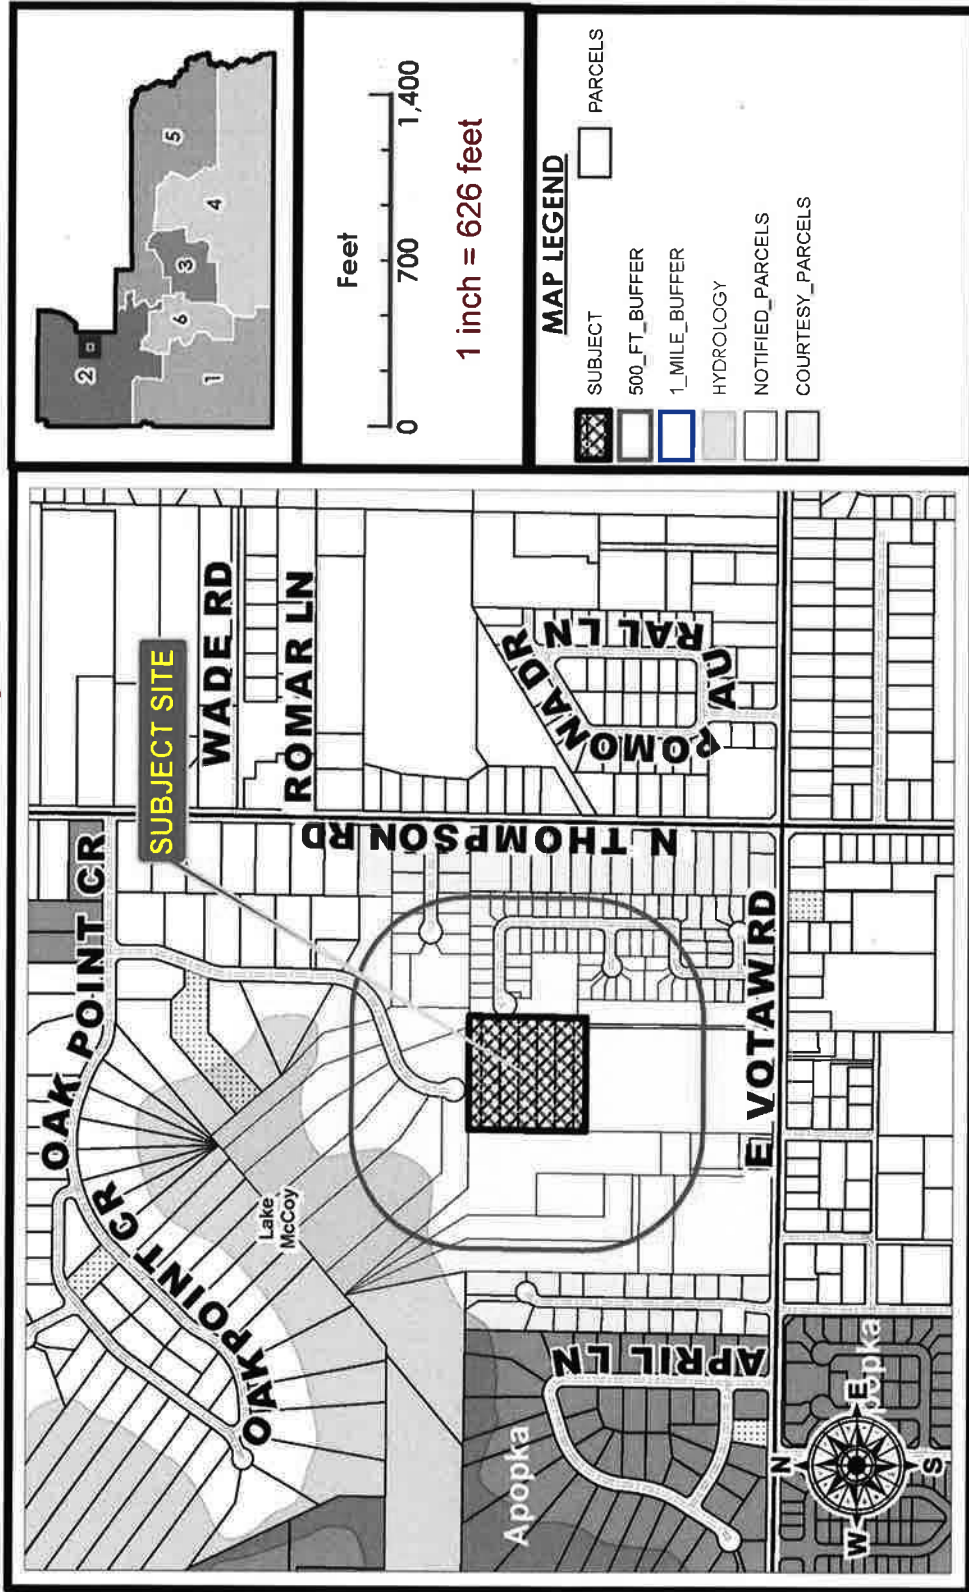 SUBJECT SITE
WADE RD
ROMAR LN
OAK POINT CR
OAKPOINT CR
Lake
McCoy
N THOMPSON RD
POMONA DR
AURAL LN
E VOTAW RD
APRIL LN
Apopka
opka
N
W
E
S
1
2
3
4
5
6
Feet
0
700
1,400
1 inch = 626 feet
MAP LEGEND
SUBJECT
500_FT_BUFFER
1_MILE_BUFFER
HYDROLOGY
NOTIFIED_PARCELS
COURTESY_PARCELS
PARCELS